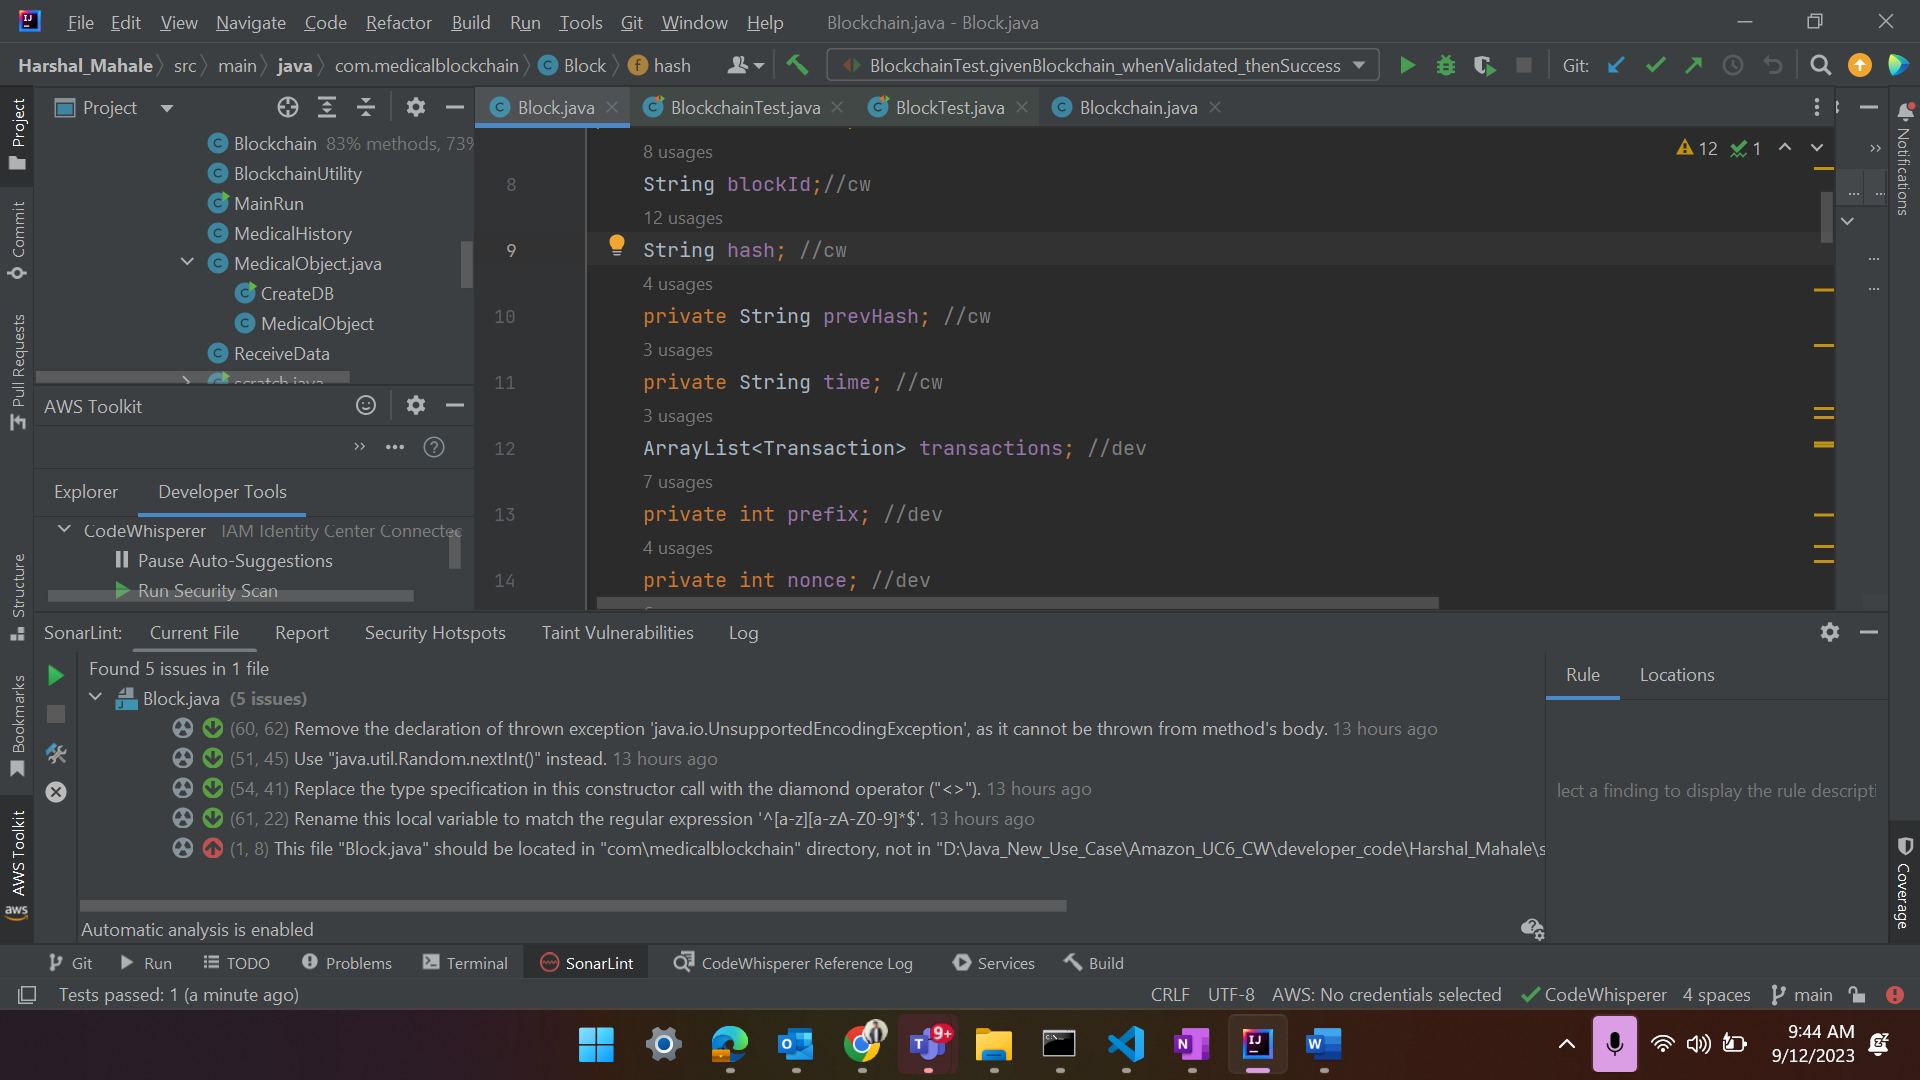 File Edit View Navigate Code Refactor Build Run Tools Git Window Help Blockchain.java - Block.java
Harshal_Mahale src main java com.medicalblockchain Block hash BlockchainTest.givenBlockchain_whenValidated_thenSuccess Git:
Project
Block.java BlockchainTest.java BlockTest.java Blockchain.java
Blockchain 83% methods, 73%
BlockchainUtility
MainRun
MedicalHistory
MedicalObject.java
CreateDB
MedicalObject
ReceiveData
scratch.java
AWS Toolkit
Explorer Developer Tools
CodeWhisperer IAM Identity Center Connected
Pause Auto-Suggestions
Run Security Scan
12 1
8 usages
8 String blockId;//cw
12 usages
9 String hash; //cw
4 usages
10 private String prevHash; //cw
3 usages
11 private String time; //cw
3 usages
12 ArrayList<Transaction> transactions; //dev
7 usages
13 private int prefix; //dev
4 usages
14 private int nonce; //dev
Project
Commit
Pull Requests
Structure
Bookmarks
AWS Toolkit
aws
Notifications
Coverage
SonarLint: Current File Report Security Hotspots Taint Vulnerabilities Log
Found 5 issues in 1 file
Block.java (5 issues)
(60, 62) Remove the declaration of thrown exception 'java.io.UnsupportedEncodingException', as it cannot be thrown from method's body. 13 hours ago
(51, 45) Use "java.util.Random.nextInt()" instead. 13 hours ago
(54, 41) Replace the type specification in this constructor call with the diamond operator ("<>"). 13 hours ago
(61, 22) Rename this local variable to match the regular expression '^[a-z][a-zA-Z0-9]*$'. 13 hours ago
(1, 8) This file "Block.java" should be located in "com\medicalblockchain" directory, not in "D:\Java_New_Use_Case\Amazon_UC6_CW\developer_code\Harshal_Mahale\s
Automatic analysis is enabled
Rule Locations
lect a finding to display the rule descripti
Git Run TODO Problems Terminal SonarLint CodeWhisperer Reference Log Services Build
Tests passed: 1 (a minute ago) CRLF UTF-8 AWS: No credentials selected CodeWhisperer 4 spaces main
9+
9:44 AM
9/12/2023